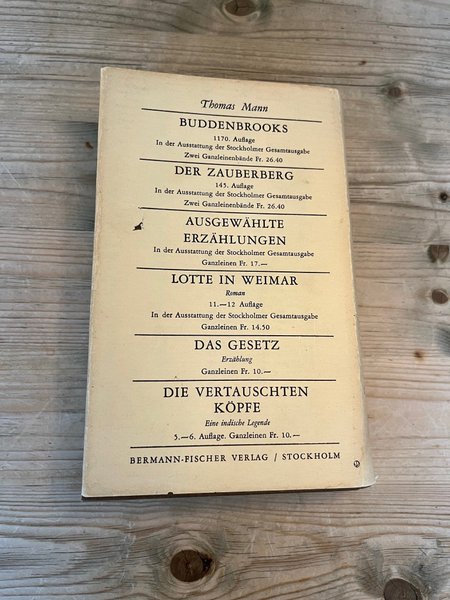 Thomas Mann
BUDDENBROOKS
1170. Auflage
In der Ausstattung der Stockholmer Gesamtausgabe
Zwei Ganzleinenbände Fr. 26.40
DER ZAUBERBERG
145. Auflage
In der Ausstattung der Stockholmer Gesamtausgabe
Zwei Ganzleinenbände Fr. 26.40
AUSGEWÄHLTE
ERZÄHLUNGEN
In der Ausstattung der Stockholmer Gesamtausgabe
Ganzleinen Fr. 17.—
LOTTE IN WEIMAR
Roman
11.—12 Auflage
In der Ausstattung der Stockholmer Gesamtausgabe
Ganzleinen Fr. 14.50
DAS GESETZ
Erzählung
Ganzleinen Fr. 10.—
DIE VERTAUSCHTEN
KÖPFE
Eine indische Legende
5.—6. Auflage. Ganzleinen Fr. 10.—
BERMANN-FISCHER VERLAG / STOCKHOLM